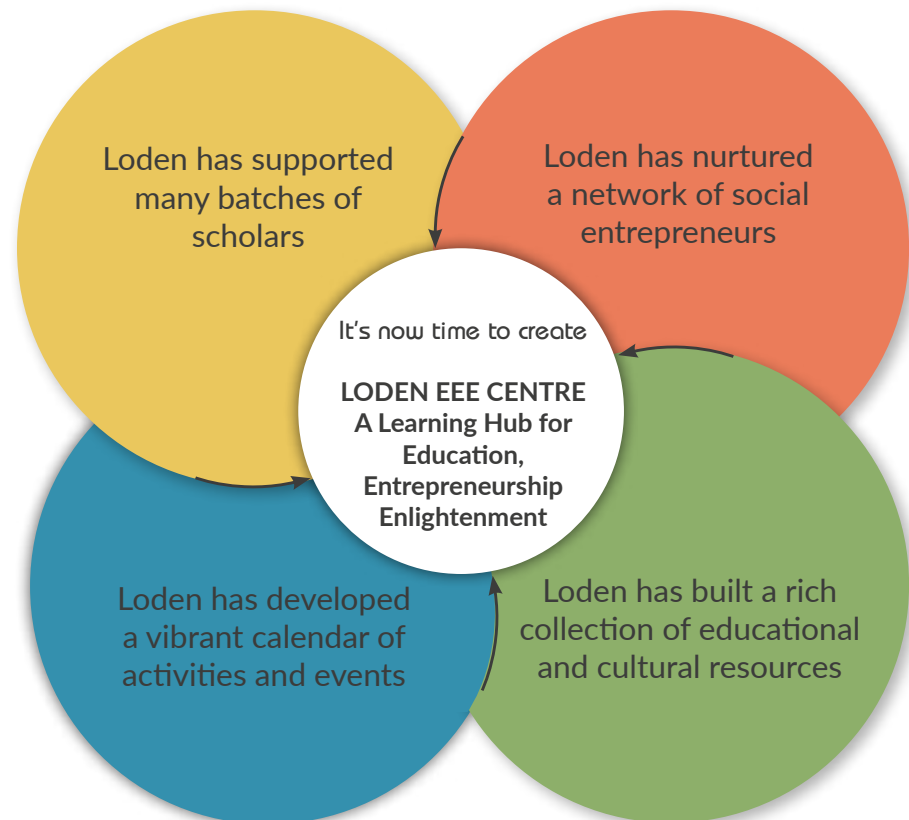 Loden has supported
many batches of
scholars
Loden has nurtured
a network of social
entrepreneurs
It's now time to create
LODEN EEE CENTRE
A Learning Hub for
Education,
Entrepreneurship
Enlightenment
Loden has developed
a vibrant calendar of
activities and events
Loden has built a rich
collection of educational
and cultural resources